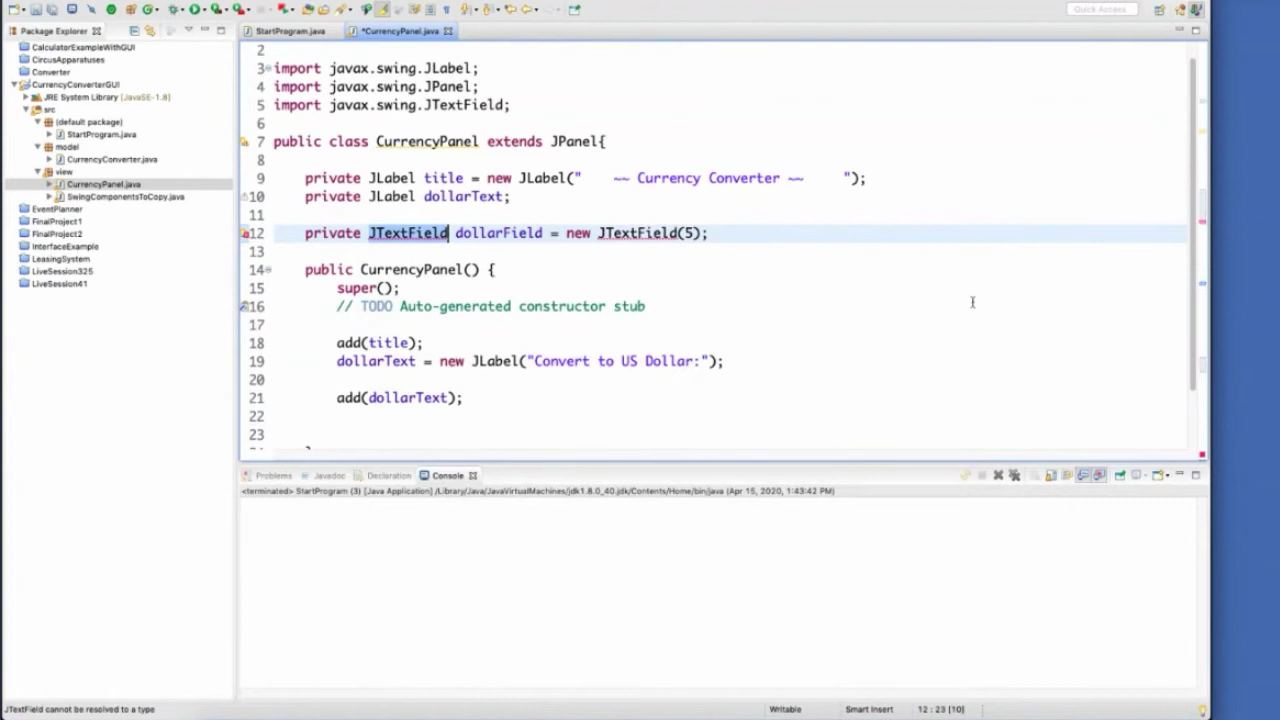 Quick Access
Package Explorer
StartProgram.java
*CurrencyPanel.java
CalculatorExampleWithGUI
CircusApparatuses
Converter
CurrencyConverterGUI
JRE System Library [JavaSE-1.8]
src
(default package)
StartProgram.java
model
CurrencyConverter.java
view
CurrencyPanel.java
SwingComponentsToCopy.java
EventPlanner
FinalProject1
FinalProject2
InterfaceExample
LeasingSystem
LiveSession325
LiveSession41
2
3 import javax.swing.JLabel;
4 import javax.swing.JPanel;
5 import javax.swing.JTextField;
6
7 public class CurrencyPanel extends JPanel{
8
9 private JLabel title = new JLabel("    ~~ Currency Converter ~~     ");
10 private JLabel dollarText;
11
12 private JTextField dollarField = new JTextField(5);
13
14 public CurrencyPanel() {
15 super();
16 // TODO Auto-generated constructor stub
17
18 add(title);
19 dollarText = new JLabel("Convert to US Dollar:");
20
21 add(dollarText);
22
23
Problems Javadoc Declaration Console
<terminated> StartProgram (3) [Java Application] /Library/Java/JavaVirtualMachines/jdk1.8.0_40.jdk/Contents/Home/bin/java (Apr 15, 2020, 1:43:42 PM)
JTextField cannot be resolved to a type
Writable
Smart Insert
12 : 23 [10]